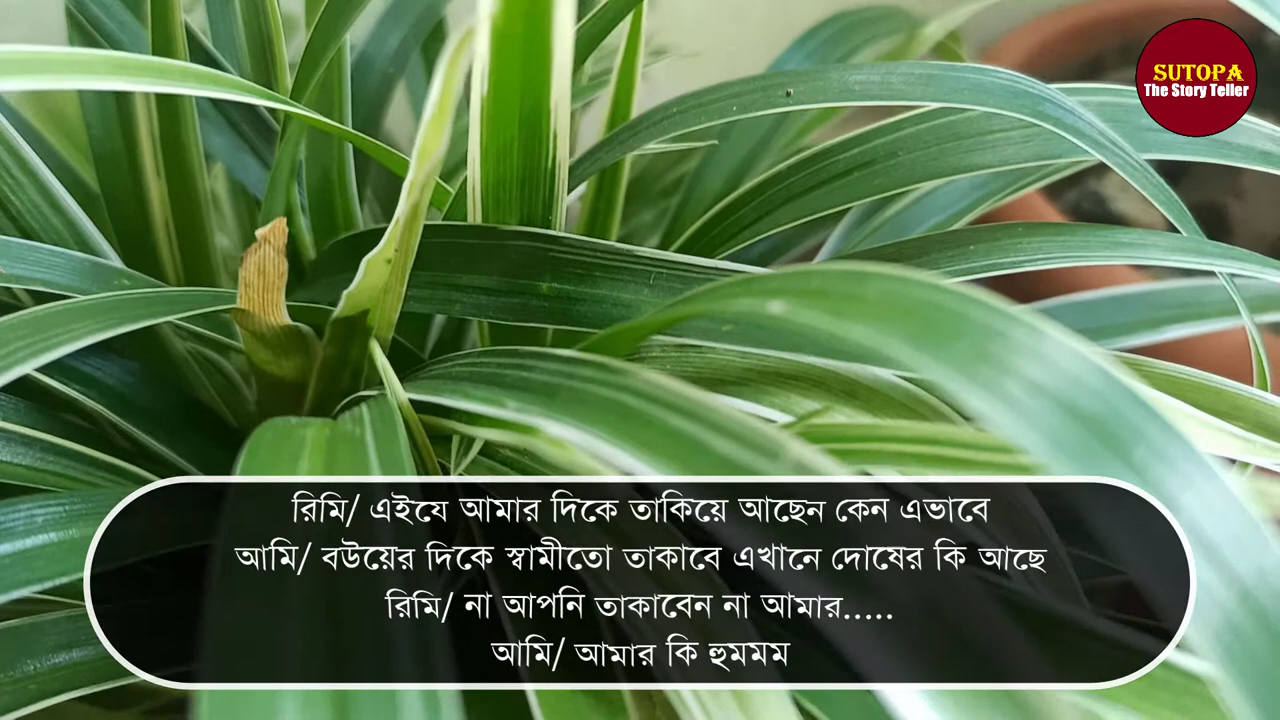 SUTOPA
The Story Teller
রিমি/ এইযে আমার দিকে তাকিয়ে আছেন কেন এভাবে
আমি/ বউয়ের দিকে স্বামীতো তাকাবে এখানে দোষের কি আছে
রিমি/ না আপনি তাকাবেন না আমার.....
আমি/ আমার কি হুমমম